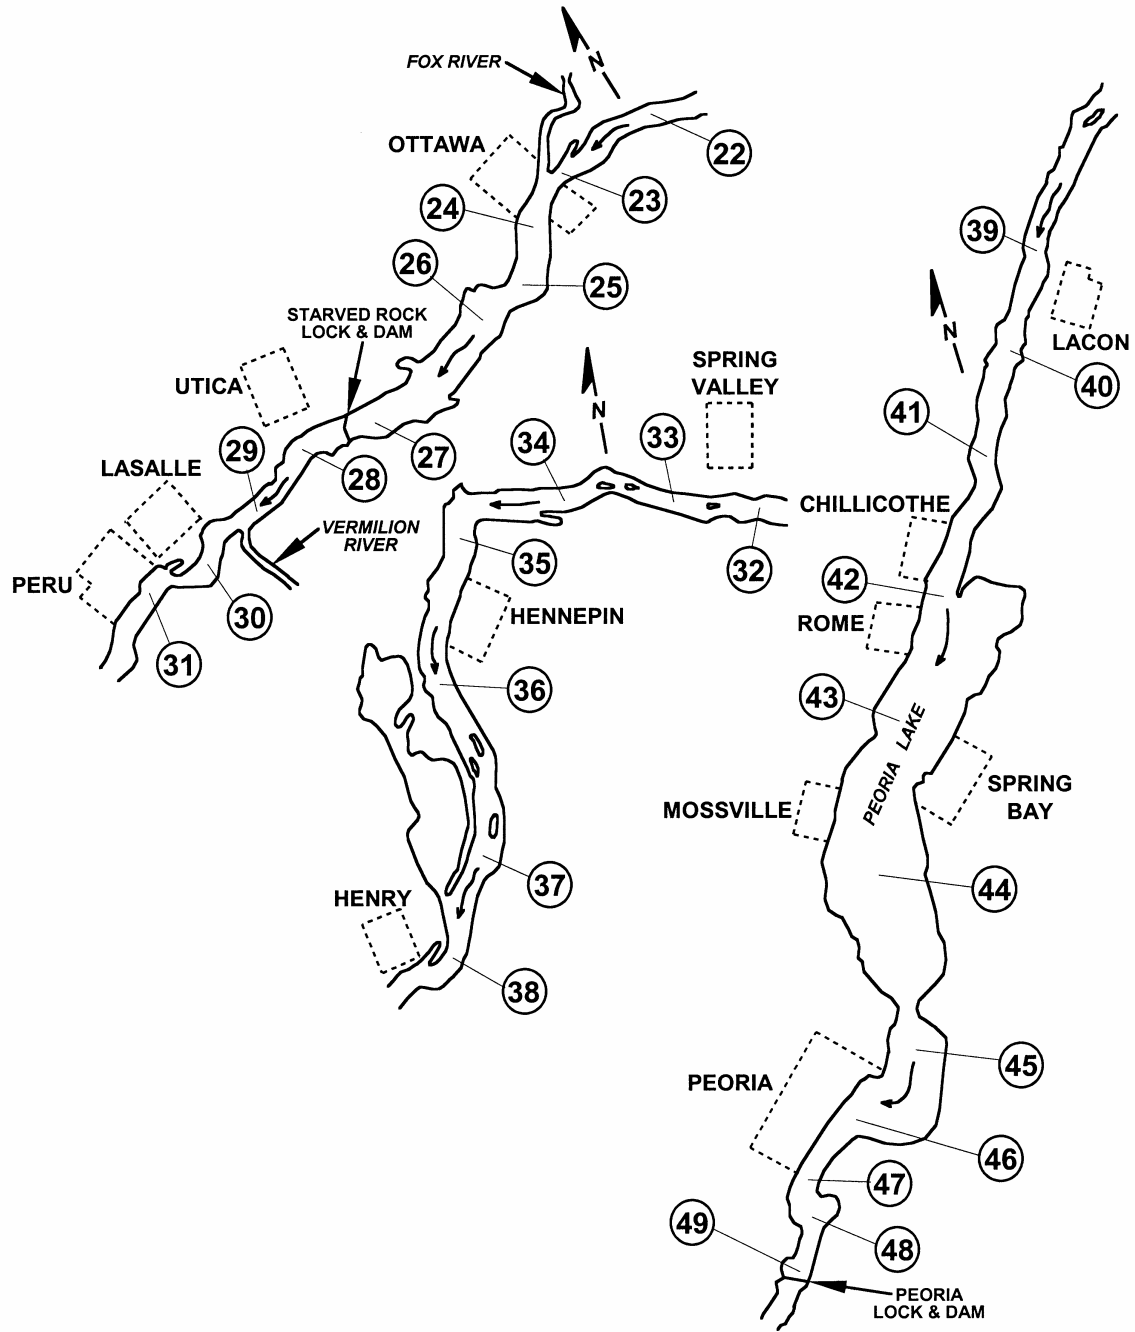 FOX RIVER
N
OTTAWA
22
23
24
25
26
STARVED ROCK
LOCK & DAM
UTICA
27
28
29
LASALLE
VERMILION
RIVER
PERU
30
31
N
SPRING
VALLEY
32
33
34
35
HENNEPIN
36
37
HENRY
38
39
N
LACON
40
41
CHILLICOTHE
42
ROME
43
PEORIA LAKE
MOSSVILLE
SPRING
BAY
44
45
PEORIA
46
47
48
49
PEORIA
LOCK & DAM